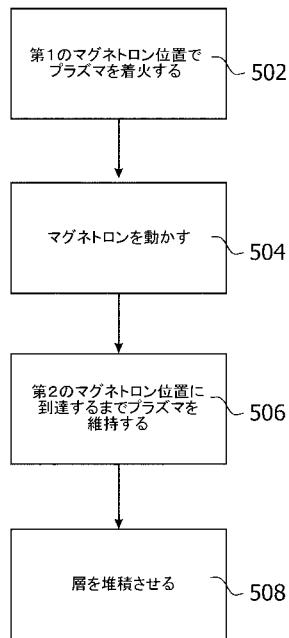 第1のマグネトロン位置で
プラズマを着火する
502
マグネトロンを動かす
504
第2のマグネトロン位置に
到達するまでプラズマを
維持する
506
層を堆積させる
508